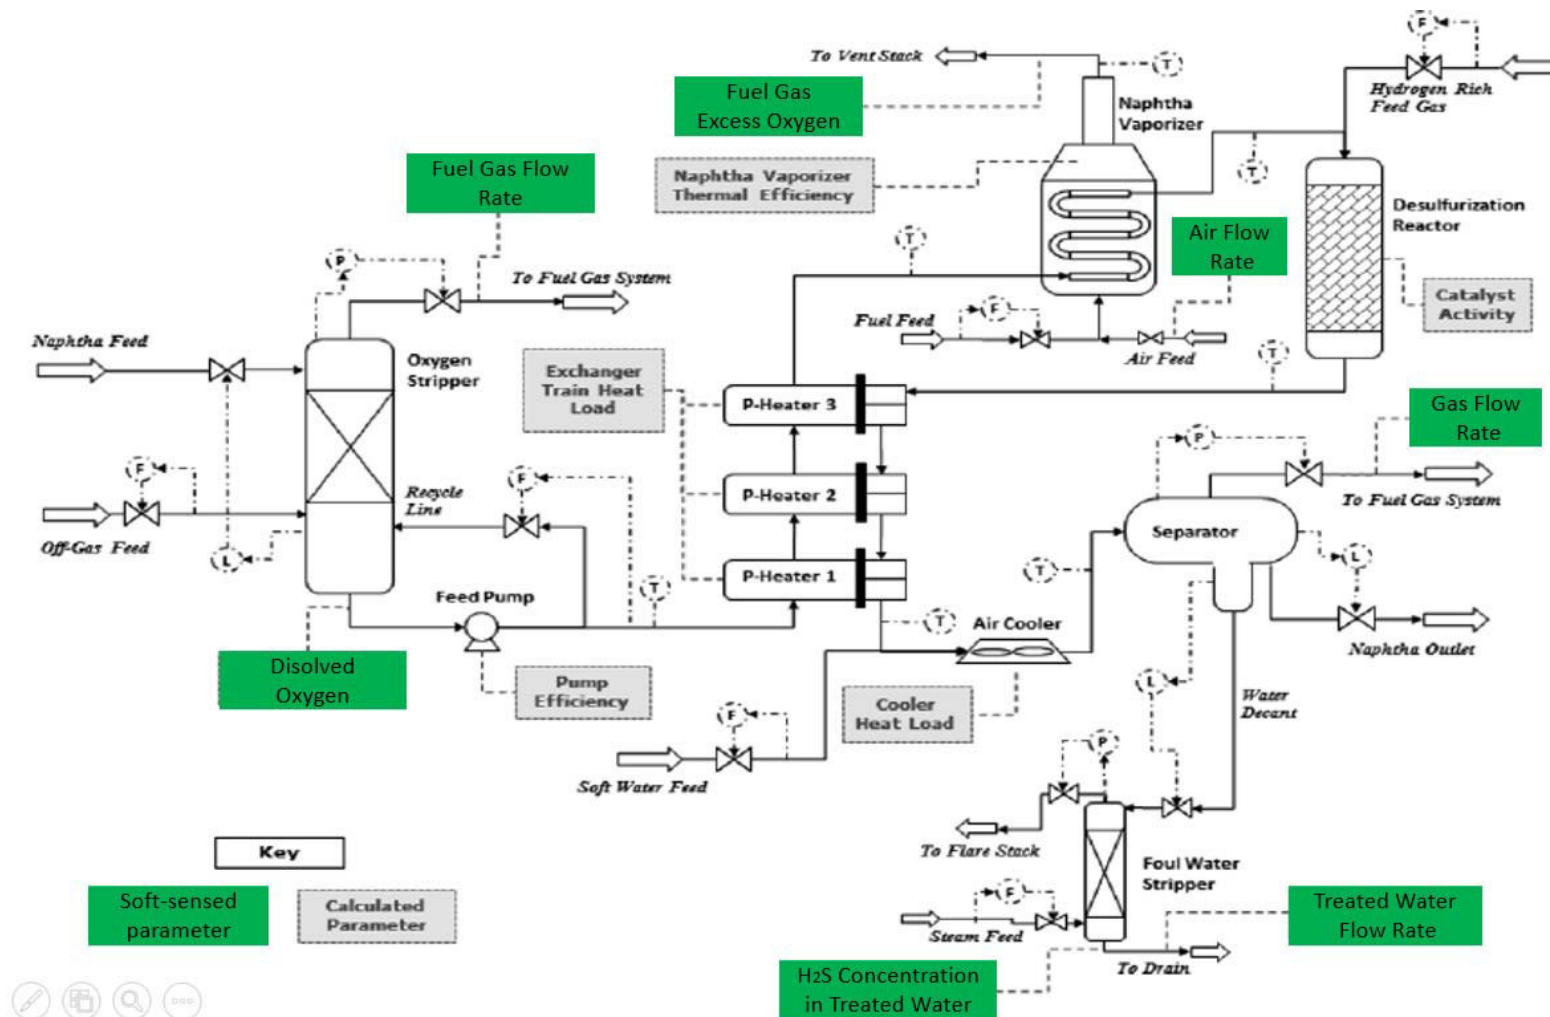 To Vent Stack
T
F
Hydrogen Rich
Feed Gas
Fuel Gas
Excess Oxygen
Naphtha
Vaporizer
T
Fuel Gas Flow
Rate
Naphtha Vaporizer
Thermal Efficiency
Desulfurization
Reactor
P
To Fuel Gas System
T
Air Flow
Rate
Catalyst
Activity
Naphtha Feed
Fuel Feed
F
Air Feed
T
Oxygen
Stripper
Exchanger
Train Heat
Load
P-Heater 3
Gas Flow
Rate
P
F
Off-Gas Feed
L
Recycle
Line
F
P-Heater 2
To Fuel Gas System
Separator
L
P-Heater 1
T
T
Feed Pump
T
Air Cooler
Naphtha Outlet
Disolved
Oxygen
Pump
Efficiency
Cooler
Heat Load
L
Water
Decant
F
Soft Water Feed
P
To Flare Stack
Foul Water
Stripper
F
Steam Feed
Treated Water
Flow Rate
To Drain
H2S Concentration
in Treated Water
Key
Soft-sensed
parameter
Calculated
Parameter